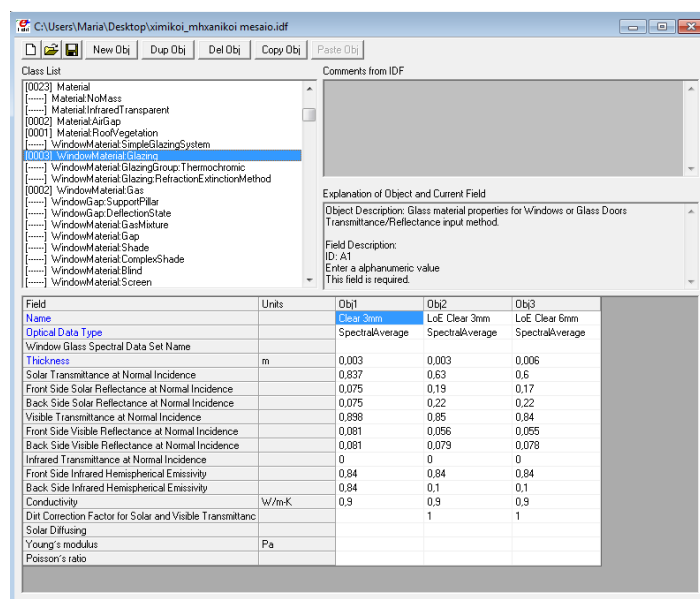 C:\Users\Maria\Desktop\ximikoi_mhxanikoi mesaio.idf
New Obj Dup Obj Del Obj Copy Obj Paste Obj
Class List
[0023] Material
[------] Material:NoMass
[------] Material:InfraredTransparent
[0002] Material:AirGap
[0001] Material:RoofVegetation
[------] WindowMaterial:SimpleGlazingSystem
[0003] WindowMaterial:Glazing
[------] WindowMaterial:GlazingGroup:Thermochromic
[------] WindowMaterial:Glazing:RefractionExtinctionMethod
[0002] WindowMaterial:Gas
[------] WindowGap:SupportPillar
[------] WindowGap:DeflectionState
[------] WindowMaterial:GasMixture
[------] WindowMaterial:Gap
[------] WindowMaterial:Shade
[------] WindowMaterial:ComplexShade
[------] WindowMaterial:Blind
[------] WindowMaterial:Screen
Comments from IDF
Explanation of Object and Current Field
Object Description: Glass material properties for Windows or Glass Doors
Transmittance/Reflectance input method.
Field Description:
ID: A1
Enter a alphanumeric value
This field is required.
Field Units Obj1 Obj2 Obj3
Name Clear 3mm LoE Clear 3mm LoE Clear 6mm
Optical Data Type SpectralAverage SpectralAverage SpectralAverage
Window Glass Spectral Data Set Name
Thickness m 0,003 0,003 0,006
Solar Transmittance at Normal Incidence 0,837 0,63 0,6
Front Side Solar Reflectance at Normal Incidence 0,075 0,19 0,17
Back Side Solar Reflectance at Normal Incidence 0,075 0,22 0,22
Visible Transmittance at Normal Incidence 0,898 0,85 0,84
Front Side Visible Reflectance at Normal Incidence 0,081 0,056 0,055
Back Side Visible Reflectance at Normal Incidence 0,081 0,079 0,078
Infrared Transmittance at Normal Incidence 0 0 0
Front Side Infrared Hemispherical Emissivity 0,84 0,84 0,84
Back Side Infrared Hemispherical Emissivity 0,84 0,1 0,1
Conductivity W/m-K 0,9 0,9 0,9
Dirt Correction Factor for Solar and Visible Transmittanc 1 1
Solar Diffusing
Young's modulus Pa
Poisson's ratio